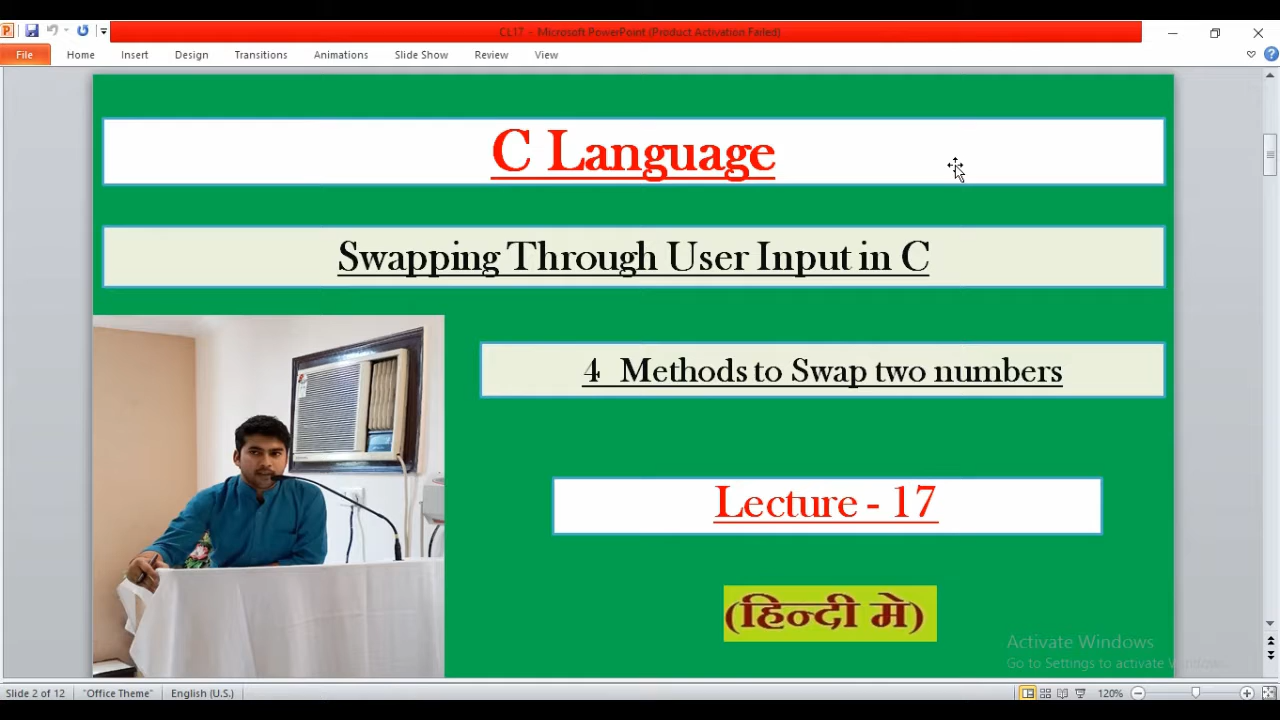 CL17 - Microsoft PowerPoint (Product Activation Failed)
File Home Insert Design Transitions Animations Slide Show Review View
C Language
Swapping Through User Input in C
4 Methods to Swap two numbers
Lecture - 17
(हिन्दी मे)
Activate Windows
Go to Settings to activate Windows.
Slide 2 of 12 "Office Theme" English (U.S.) 120%